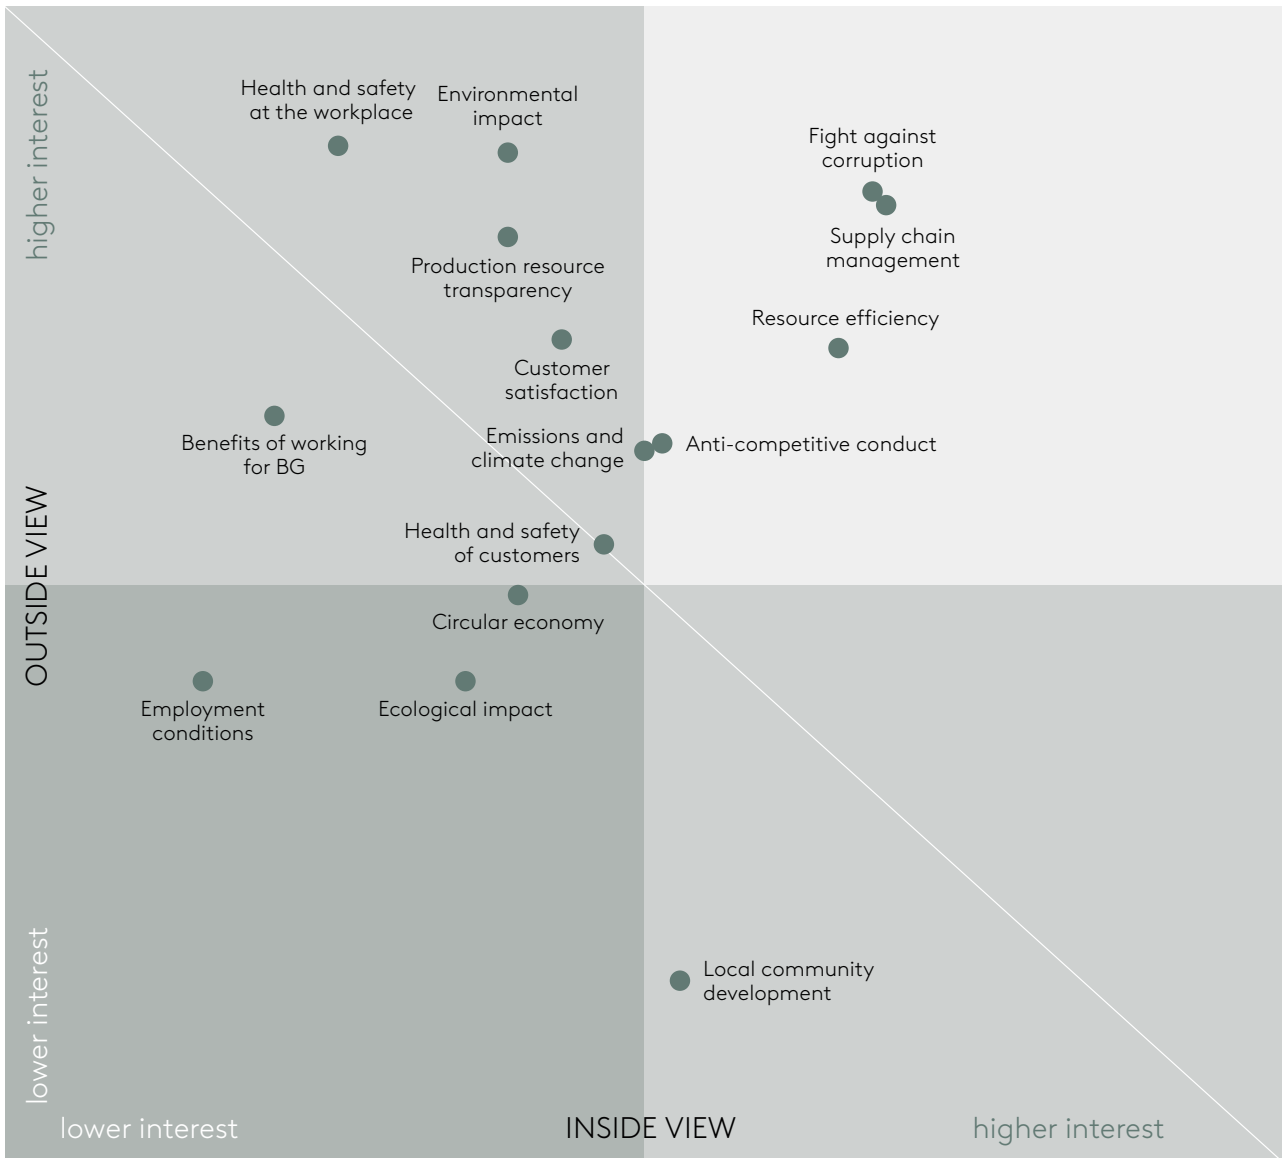 higher interest
Health and safety
at the workplace
Environmental
impact
Fight against
corruption
Supply chain
management
Production resource
transparency
Resource efficiency
Customer
satisfaction
Benefits of working
for BG
Emissions and
climate change
Anti-competitive conduct
OUTSIDE VIEW
Health and safety
of customers
Circular economy
Employment
conditions
Ecological impact
Local community
development
lower interest
lower interest
INSIDE VIEW
higher interest